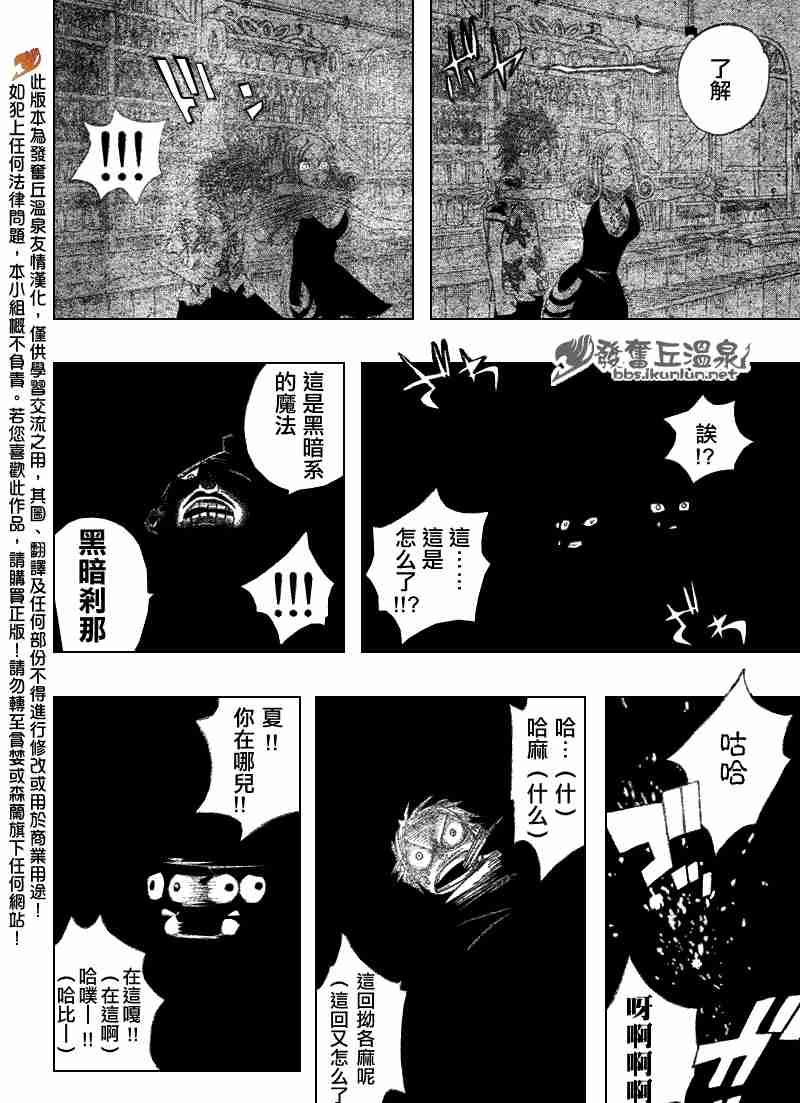 了解
!!!
誒!?
這……
這是
怎么
了!!?
這是黑暗系
的魔法
!!!
黑暗剎那
咕哈
呀啊啊啊
哈…(什)
哈麻(什么)
這回拗各麻呢
(這回又怎么了
夏!!
你在哪兒!!
在這嘎!!
(在這啊)
哈噗—!!
(哈比—)
發奮丘溫泉
bbs.ikunlun.net
此版本為發奮丘溫泉友情漢化，僅供學習交流之用，其圖、翻譯及任何部份不得進行修改或用於商業用途！
如犯上任何法律問題，本小組概不負責。若您喜歡此作品，請購買正版！請勿轉至貪婪或森蘭旗下任何網站！